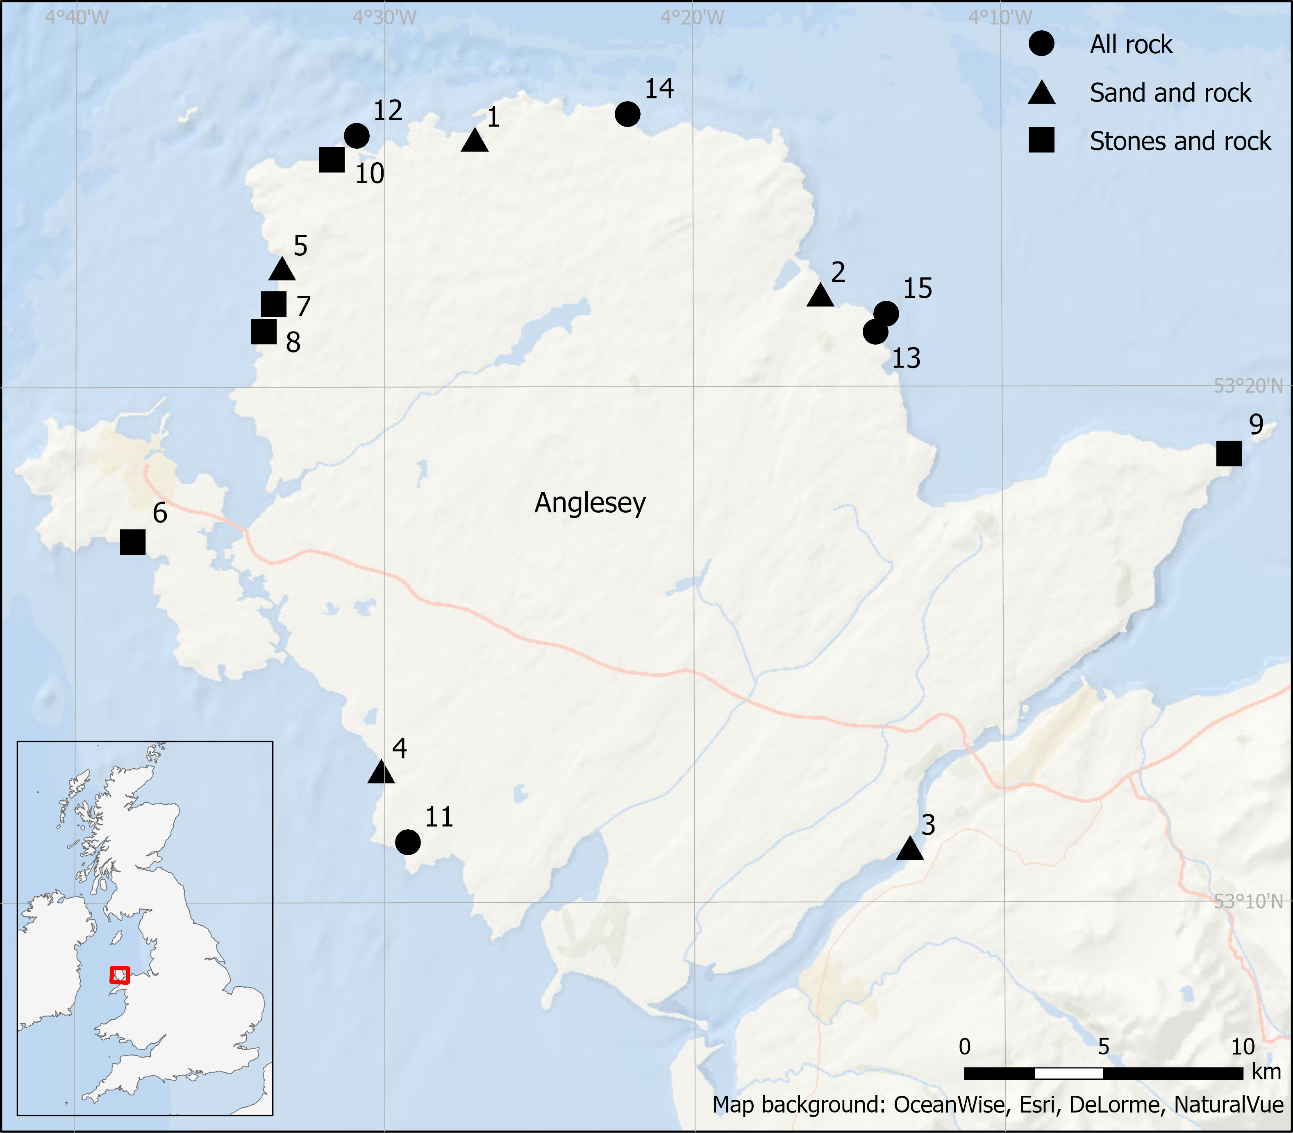 4°40'W 4°30'W 4°20'W 4°10'W
All rock
Sand and rock
Stones and rock
14
12
1
10
5
2
15
7
8
13
53°20'N
9
Anglesey
6
4
11
3
53°10'N
0 5 10
km
Map background: OceanWise, Esri, DeLorme, NaturalVue